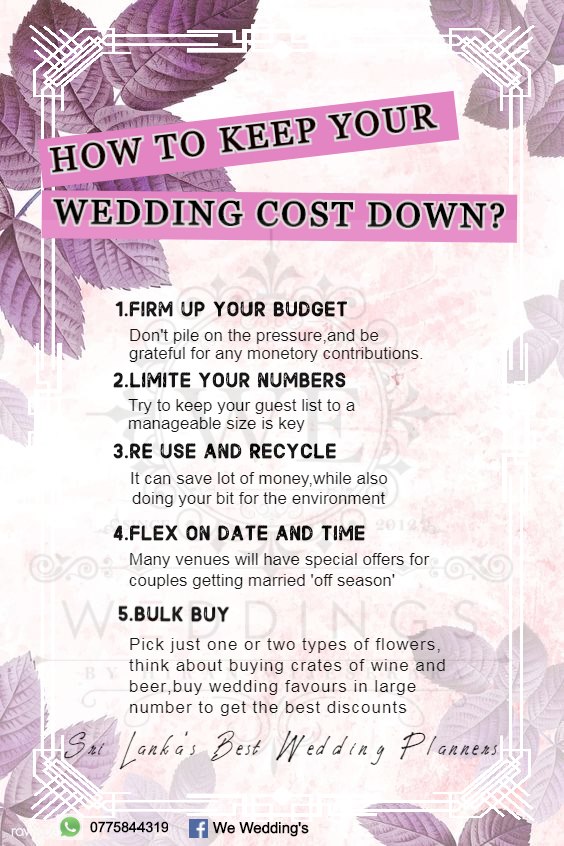 HOW TO KEEP YOUR
WEDDING COST DOWN?
1.FIRM UP YOUR BUDGET
Don't pile on the pressure,and be
grateful for any monetory contributions.
2.LIMITE YOUR NUMBERS
Try to keep your guest list to a
manageable size is key
3.RE USE AND RECYCLE
It can save lot of money,while also
doing your bit for the environment
4.FLEX ON DATE AND TIME
2012
Many venues will have special offers for
couples getting married 'off season'
WE
WEDDINGS
5.BULK BUY
Pick just one or two types of flowers,
think about buying crates of wine and
beer,buy wedding favours in large
number to get the best discounts
Sri Lanka's Best Wedding Planners
0775844319 We Wedding's